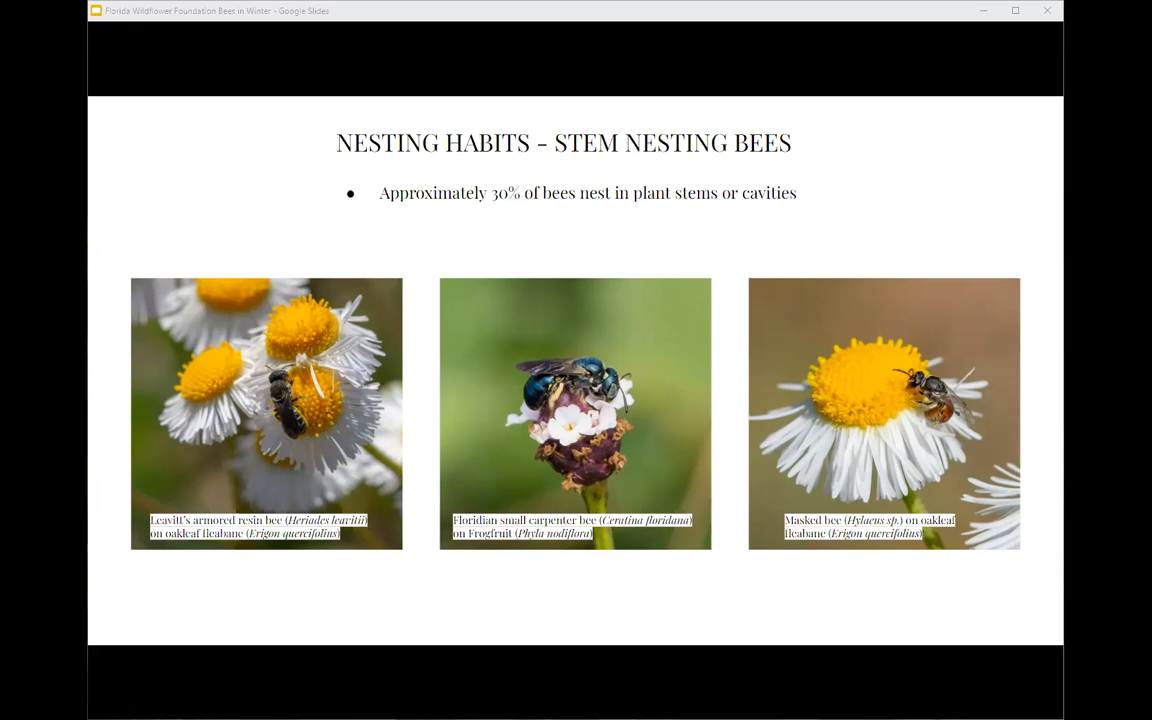 Florida Wildflower Foundation Bees in Winter - Google Slides
NESTING HABITS - STEM NESTING BEES
● Approximately 30% of bees nest in plant stems or cavities
Leavitt's armored resin bee (Heriades leavitii)
on oakleaf fleabane (Erigon quercifolius)
Floridian small carpenter bee (Ceratina floridana)
on Frogfruit (Phyla nodiflora)
Masked bee (Hylaeus sp.) on oakleaf
fleabane (Erigon quercifolius)